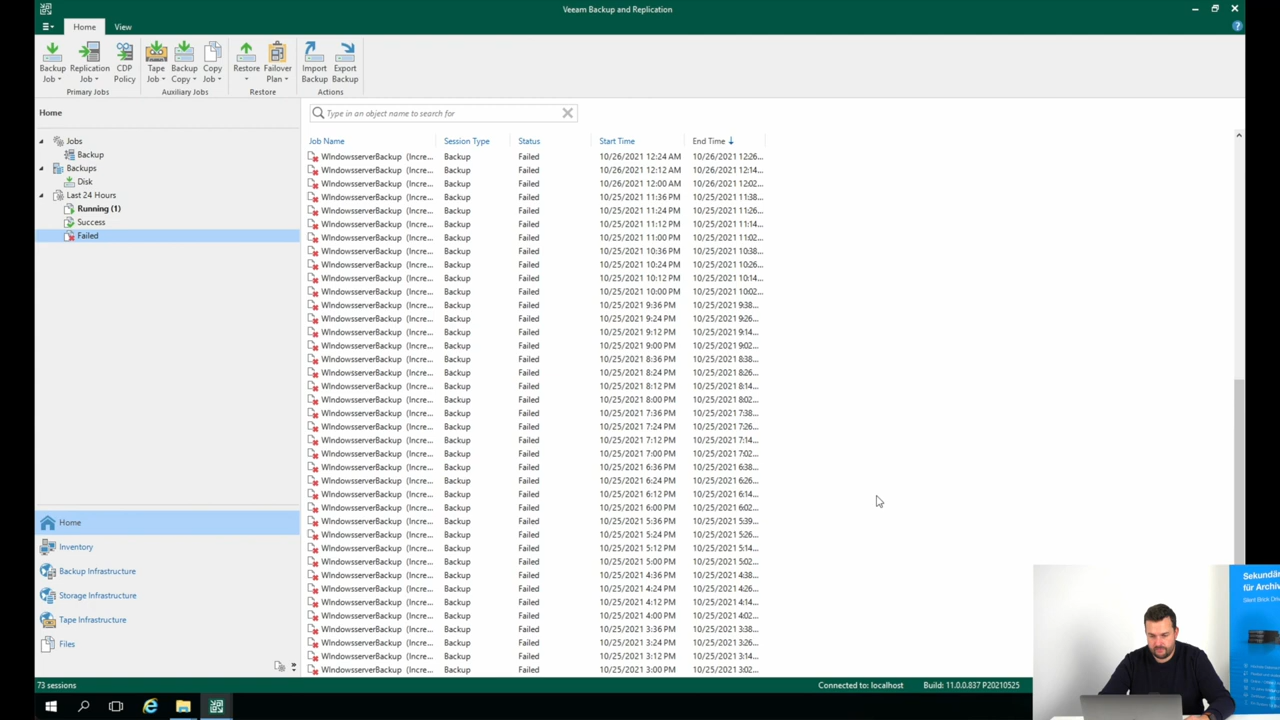 Veeam Backup and Replication
Home View
Backup Job Replication Job CDP Policy Tape Job Backup Copy Copy Job Restore Failover Plan Import Backup Export Backup
Primary Jobs Auxiliary Jobs Restore Actions
Home
Type in an object name to search for
Jobs
Backup
Backups
Disk
Last 24 Hours
Running (1)
Success
Failed
Job Name Session Type Status Start Time End Time
WIndowsserverBackup (Incre... Backup Failed 10/26/2021 12:24 AM 10/26/2021 12:26...
WIndowsserverBackup (Incre... Backup Failed 10/26/2021 12:12 AM 10/26/2021 12:14...
WIndowsserverBackup (Incre... Backup Failed 10/26/2021 12:00 AM 10/26/2021 12:02...
WIndowsserverBackup (Incre... Backup Failed 10/25/2021 11:36 PM 10/25/2021 11:38...
WIndowsserverBackup (Incre... Backup Failed 10/25/2021 11:24 PM 10/25/2021 11:26...
WIndowsserverBackup (Incre... Backup Failed 10/25/2021 11:12 PM 10/25/2021 11:14...
WIndowsserverBackup (Incre... Backup Failed 10/25/2021 11:00 PM 10/25/2021 11:02...
WIndowsserverBackup (Incre... Backup Failed 10/25/2021 10:36 PM 10/25/2021 10:38...
WIndowsserverBackup (Incre... Backup Failed 10/25/2021 10:24 PM 10/25/2021 10:26...
WIndowsserverBackup (Incre... Backup Failed 10/25/2021 10:12 PM 10/25/2021 10:14...
WIndowsserverBackup (Incre... Backup Failed 10/25/2021 10:00 PM 10/25/2021 10:02...
WIndowsserverBackup (Incre... Backup Failed 10/25/2021 9:36 PM 10/25/2021 9:38...
WIndowsserverBackup (Incre... Backup Failed 10/25/2021 9:24 PM 10/25/2021 9:26...
WIndowsserverBackup (Incre... Backup Failed 10/25/2021 9:12 PM 10/25/2021 9:14...
WIndowsserverBackup (Incre... Backup Failed 10/25/2021 9:00 PM 10/25/2021 9:02...
WIndowsserverBackup (Incre... Backup Failed 10/25/2021 8:36 PM 10/25/2021 8:38...
WIndowsserverBackup (Incre... Backup Failed 10/25/2021 8:24 PM 10/25/2021 8:26...
WIndowsserverBackup (Incre... Backup Failed 10/25/2021 8:12 PM 10/25/2021 8:14...
WIndowsserverBackup (Incre... Backup Failed 10/25/2021 8:00 PM 10/25/2021 8:02...
WIndowsserverBackup (Incre... Backup Failed 10/25/2021 7:36 PM 10/25/2021 7:38...
WIndowsserverBackup (Incre... Backup Failed 10/25/2021 7:24 PM 10/25/2021 7:26...
WIndowsserverBackup (Incre... Backup Failed 10/25/2021 7:12 PM 10/25/2021 7:14...
WIndowsserverBackup (Incre... Backup Failed 10/25/2021 7:00 PM 10/25/2021 7:02...
WIndowsserverBackup (Incre... Backup Failed 10/25/2021 6:36 PM 10/25/2021 6:38...
WIndowsserverBackup (Incre... Backup Failed 10/25/2021 6:24 PM 10/25/2021 6:26...
WIndowsserverBackup (Incre... Backup Failed 10/25/2021 6:12 PM 10/25/2021 6:14...
WIndowsserverBackup (Incre... Backup Failed 10/25/2021 6:00 PM 10/25/2021 6:02...
WIndowsserverBackup (Incre... Backup Failed 10/25/2021 5:36 PM 10/25/2021 5:39...
WIndowsserverBackup (Incre... Backup Failed 10/25/2021 5:24 PM 10/25/2021 5:26...
WIndowsserverBackup (Incre... Backup Failed 10/25/2021 5:12 PM 10/25/2021 5:14...
WIndowsserverBackup (Incre... Backup Failed 10/25/2021 5:00 PM 10/25/2021 5:02...
WIndowsserverBackup (Incre... Backup Failed 10/25/2021 4:36 PM 10/25/2021 4:38...
WIndowsserverBackup (Incre... Backup Failed 10/25/2021 4:24 PM 10/25/2021 4:26...
WIndowsserverBackup (Incre... Backup Failed 10/25/2021 4:12 PM 10/25/2021 4:14...
WIndowsserverBackup (Incre... Backup Failed 10/25/2021 4:00 PM 10/25/2021 4:02...
WIndowsserverBackup (Incre... Backup Failed 10/25/2021 3:36 PM 10/25/2021 3:38...
WIndowsserverBackup (Incre... Backup Failed 10/25/2021 3:24 PM 10/25/2021 3:26...
WIndowsserverBackup (Incre... Backup Failed 10/25/2021 3:12 PM 10/25/2021 3:14...
WIndowsserverBackup (Incre... Backup Failed 10/25/2021 3:00 PM 10/25/2021 3:02...
Home
Inventory
Backup Infrastructure
Storage Infrastructure
Tape Infrastructure
Files
73 sessions Connected to: localhost Build: 11.0.0.837 P20210525
Sekundär
für Archiv
Silent Brick Driv